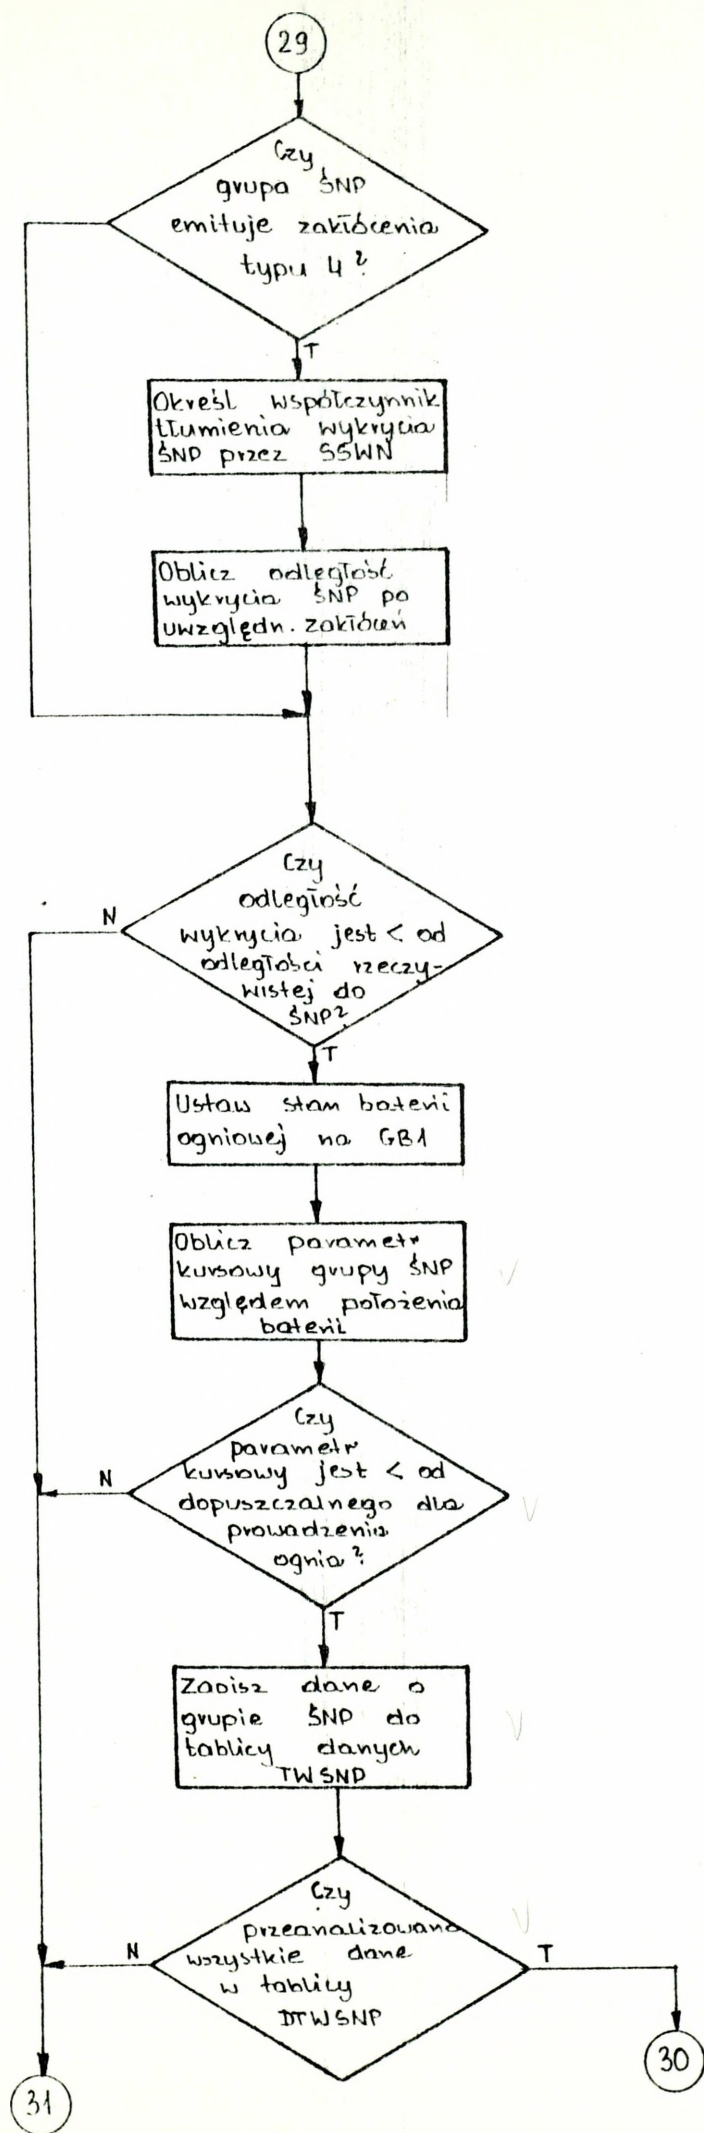 29
Czy
grupa ŚNP
emituje zakłócenia
typu 4?
T
Określ współczynnik
tłumienia wykrycia
ŚNP przez SSWN
Oblicz odległość
wykrycia ŚNP po
uwzględn. zakłóceń
Czy
odległość
wykrycia jest < od
odległości rzeczy-
wistej do
ŚNP?
N
T
Ustaw stan baterii
ogniowej na GB1
Oblicz parametr
kursowy grupy ŚNP
względem położenia
baterii
Czy
parametr
kursowy jest < od
dopuszczalnego dla
prowadzenia
ognia?
N
T
Zapisz dane o
grupie ŚNP do
tablicy danych
TWSNP
Czy
przeanalizowano
wszystkie dane
w tablicy
DTWSNP
N
T
30
31